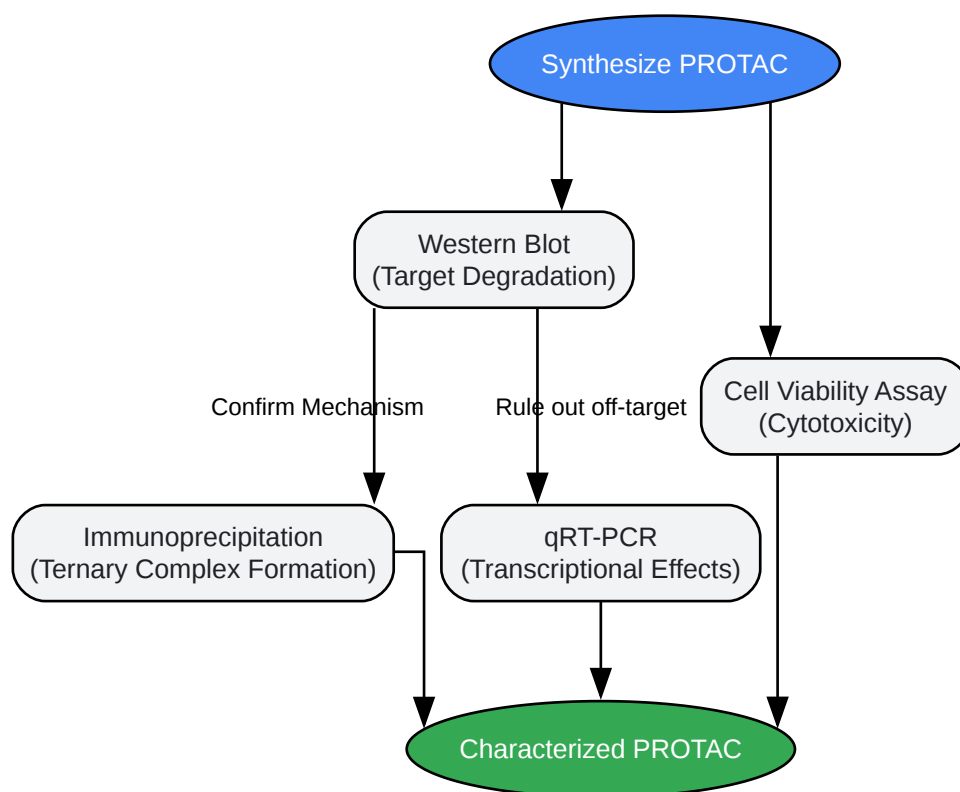 Synthesize PROTAC
Western Blot
(Target Degradation)
Cell Viability Assay
(Cytotoxicity)
Confirm Mechanism
Rule out off-target
Immunoprecipitation
(Ternary Complex Formation)
qRT-PCR
(Transcriptional Effects)
Characterized PROTAC